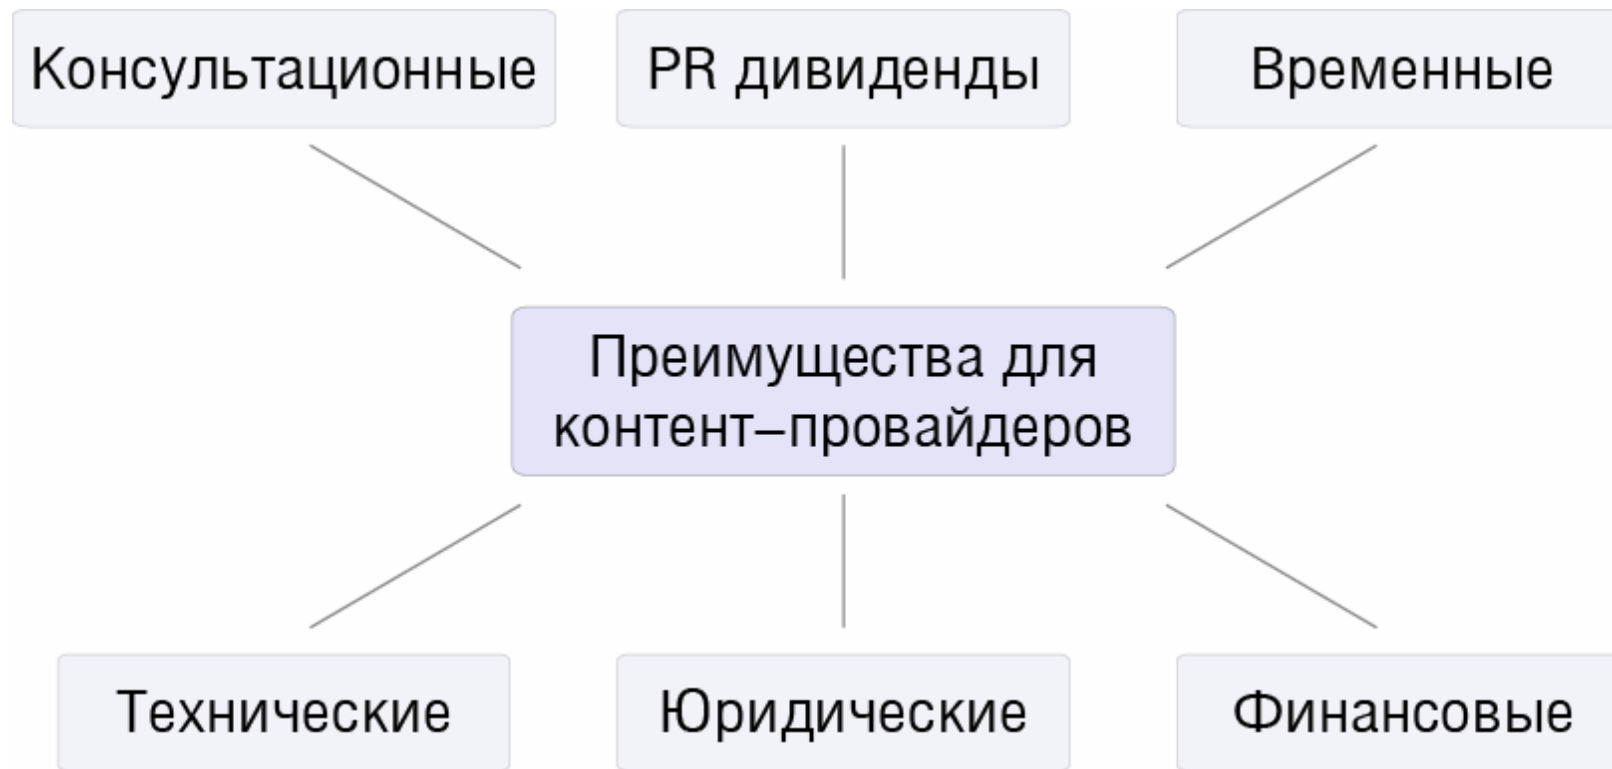 Консультационные
PR дивиденды
Временные
Преимущества для
контент–провайдеров
Технические
Юридические
Финансовые